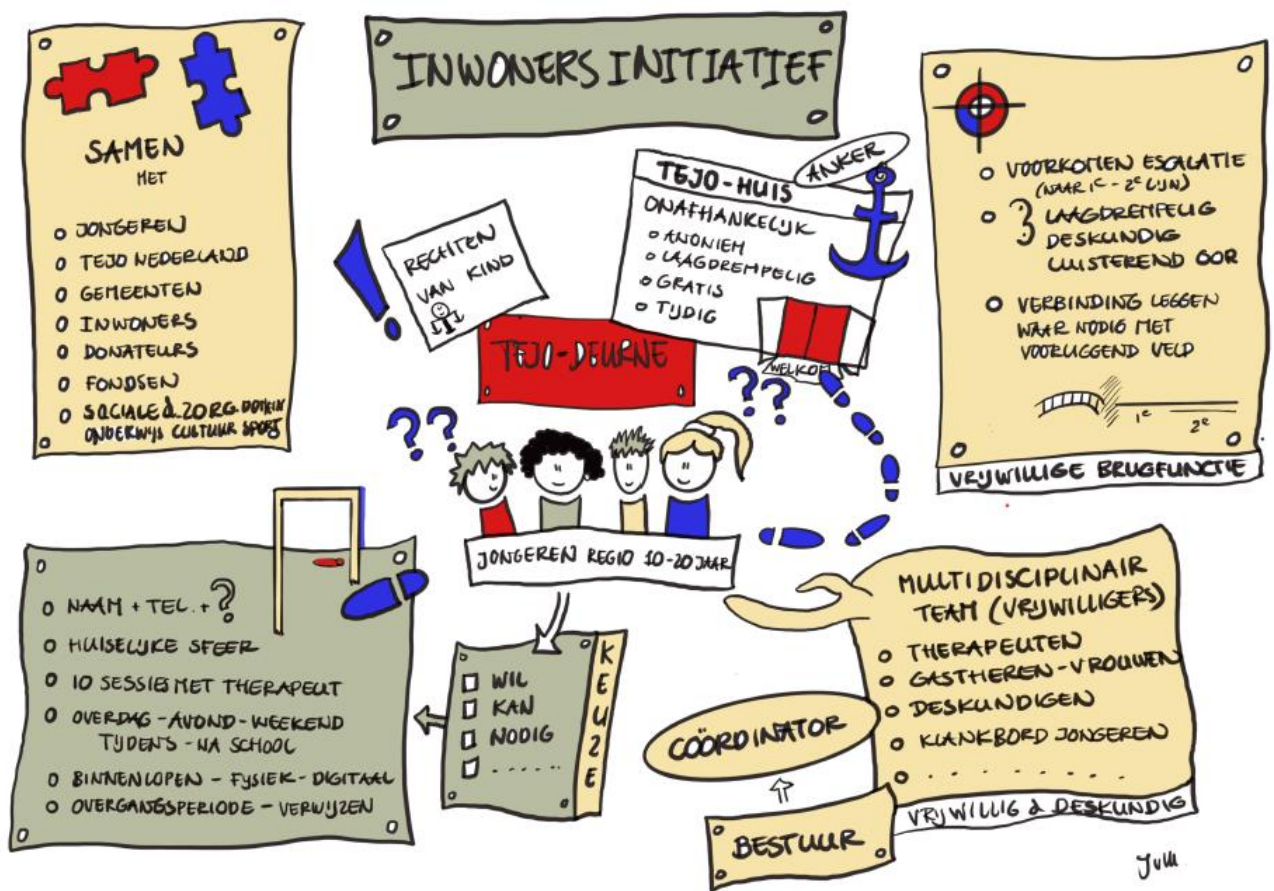 INWONERS INITIATIEF
SAMEN
MET
JONGEREN
TEJO NEDERLAND
GEMEENTEN
INWONERS
DONATEURS
FONDSEN
SOCIALE & ZORG DOMEIN
ONDERWIJS CULTUUR SPORT
!
RECHTEN
VAN KIND
TEJO-HUIS
ANKER
ONAFHANKELIJK
ANONIEM
LAAGDREMPELIG
GRATIS
TIJDIG
WELKOM
TEJO-DEURNE
??
??
JONGEREN REGIO 10-20 JAAR
VOORKOMEN ESCALATIE
(NAAR 1e - 2e LIJN)
LAAGDREMPELIG
DESKUNDIG
LUISTEREND OOR
VERBINDING LEGGEN
WAAR NODIG MET
VOORLIGGEND VELD
1e
2e
VRIJWILLIGE BRUGFUNCTIE
NAAM + TEL. + ?
HUISELIJKE SFEER
10 SESSIES MET THERAPEUT
OVERDAG - AVOND - WEEKEND
TIJDENS - NA SCHOOL
BINNENLOPEN - FYSIEK - DIGITAAL
OVERGANGSPERIODE - VERWIJZEN
WIL
KAN
NODIG
.....
KEUZE
COÖRDINATOR
BESTUUR
MULTIDISCIPLINAIR
TEAM (VRIJWILLIGERS)
THERAPEUTEN
GASTHEREN - VROUWEN
DESKUNDIGEN
KLANKBORD JONGEREN
. . . . . . .
VRIJWILLIG & DESKUNDIG